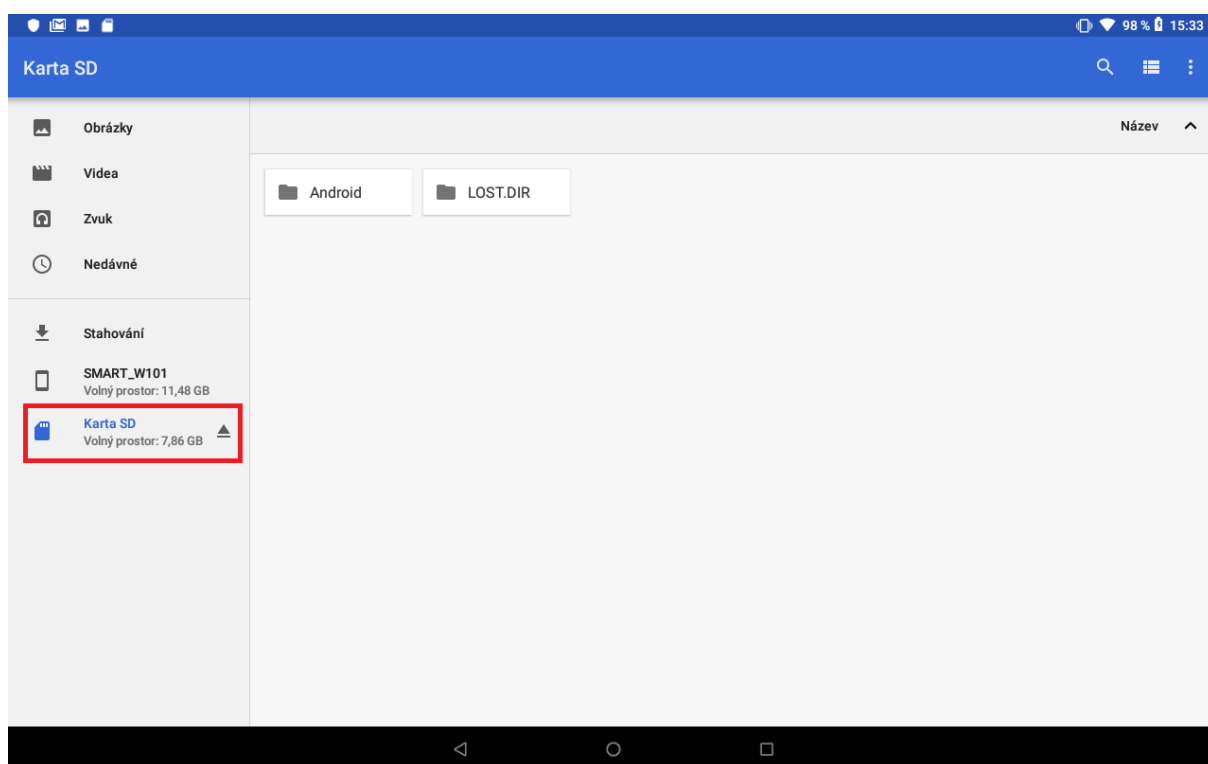 98 % 15:33
Karta SD
Obrázky
Videa
Zvuk
Nedávné
Stahování
SMART_W101
Volný prostor: 11,48 GB
Karta SD
Volný prostor: 7,86 GB
Název
Android
LOST.DIR